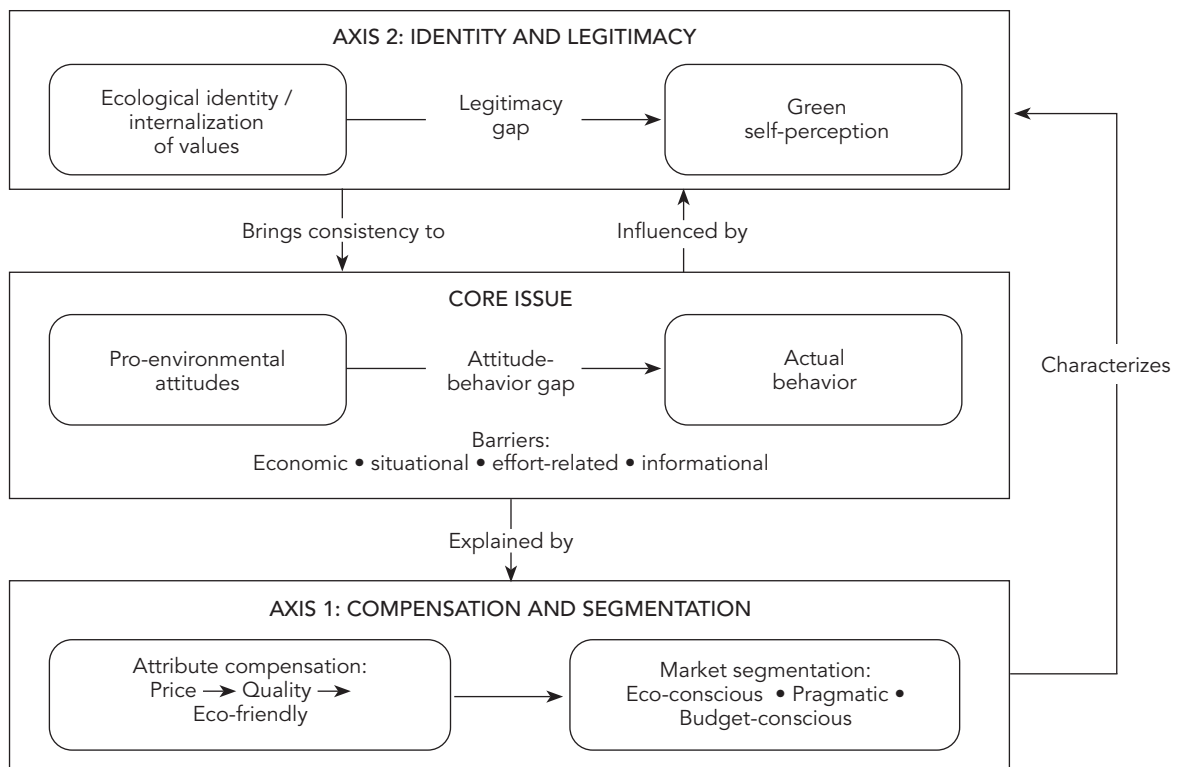 AXIS 2: IDENTITY AND LEGITIMACY
Ecological identity /
internalization
of values
Legitimacy
gap
Green
self-perception
Brings consistency to
Influenced by
CORE ISSUE
Pro-environmental
attitudes
Attitude-
behavior gap
Actual
behavior
Barriers:
Economic • situational • effort-related • informational
Characterizes
Explained by
AXIS 1: COMPENSATION AND SEGMENTATION
Attribute compensation:
Price → Quality →
Eco-friendly
Market segmentation:
Eco-conscious • Pragmatic •
Budget-conscious